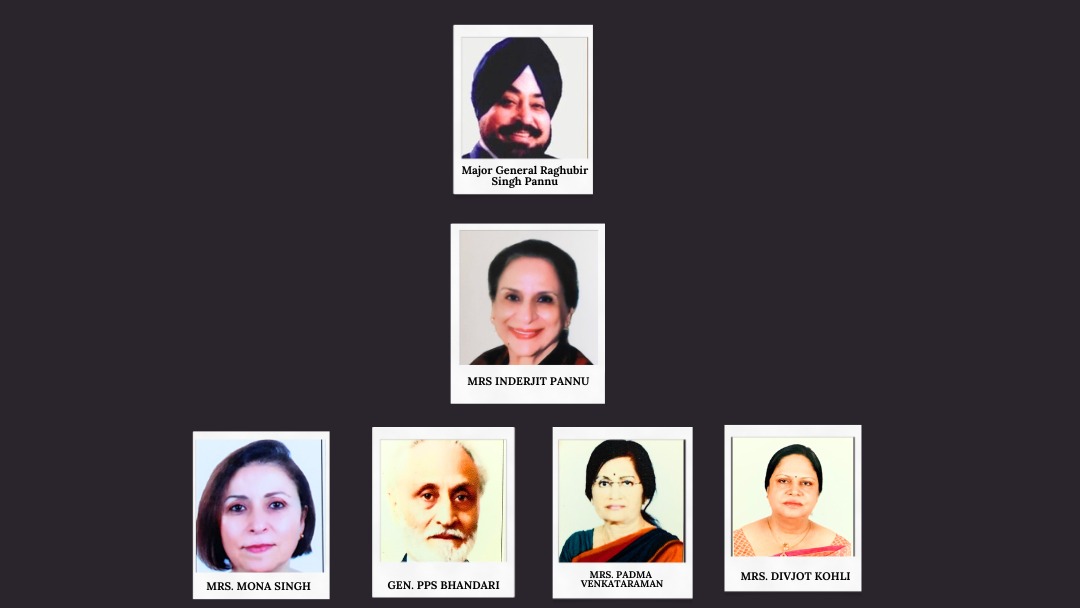 Major General Raghubir
Singh Pannu
MRS INDERJIT PANNU
MRS. MONA SINGH
GEN. PPS BHANDARI
MRS. PADMA
VENKATARAMAN
MRS. DIVJOT KOHLI